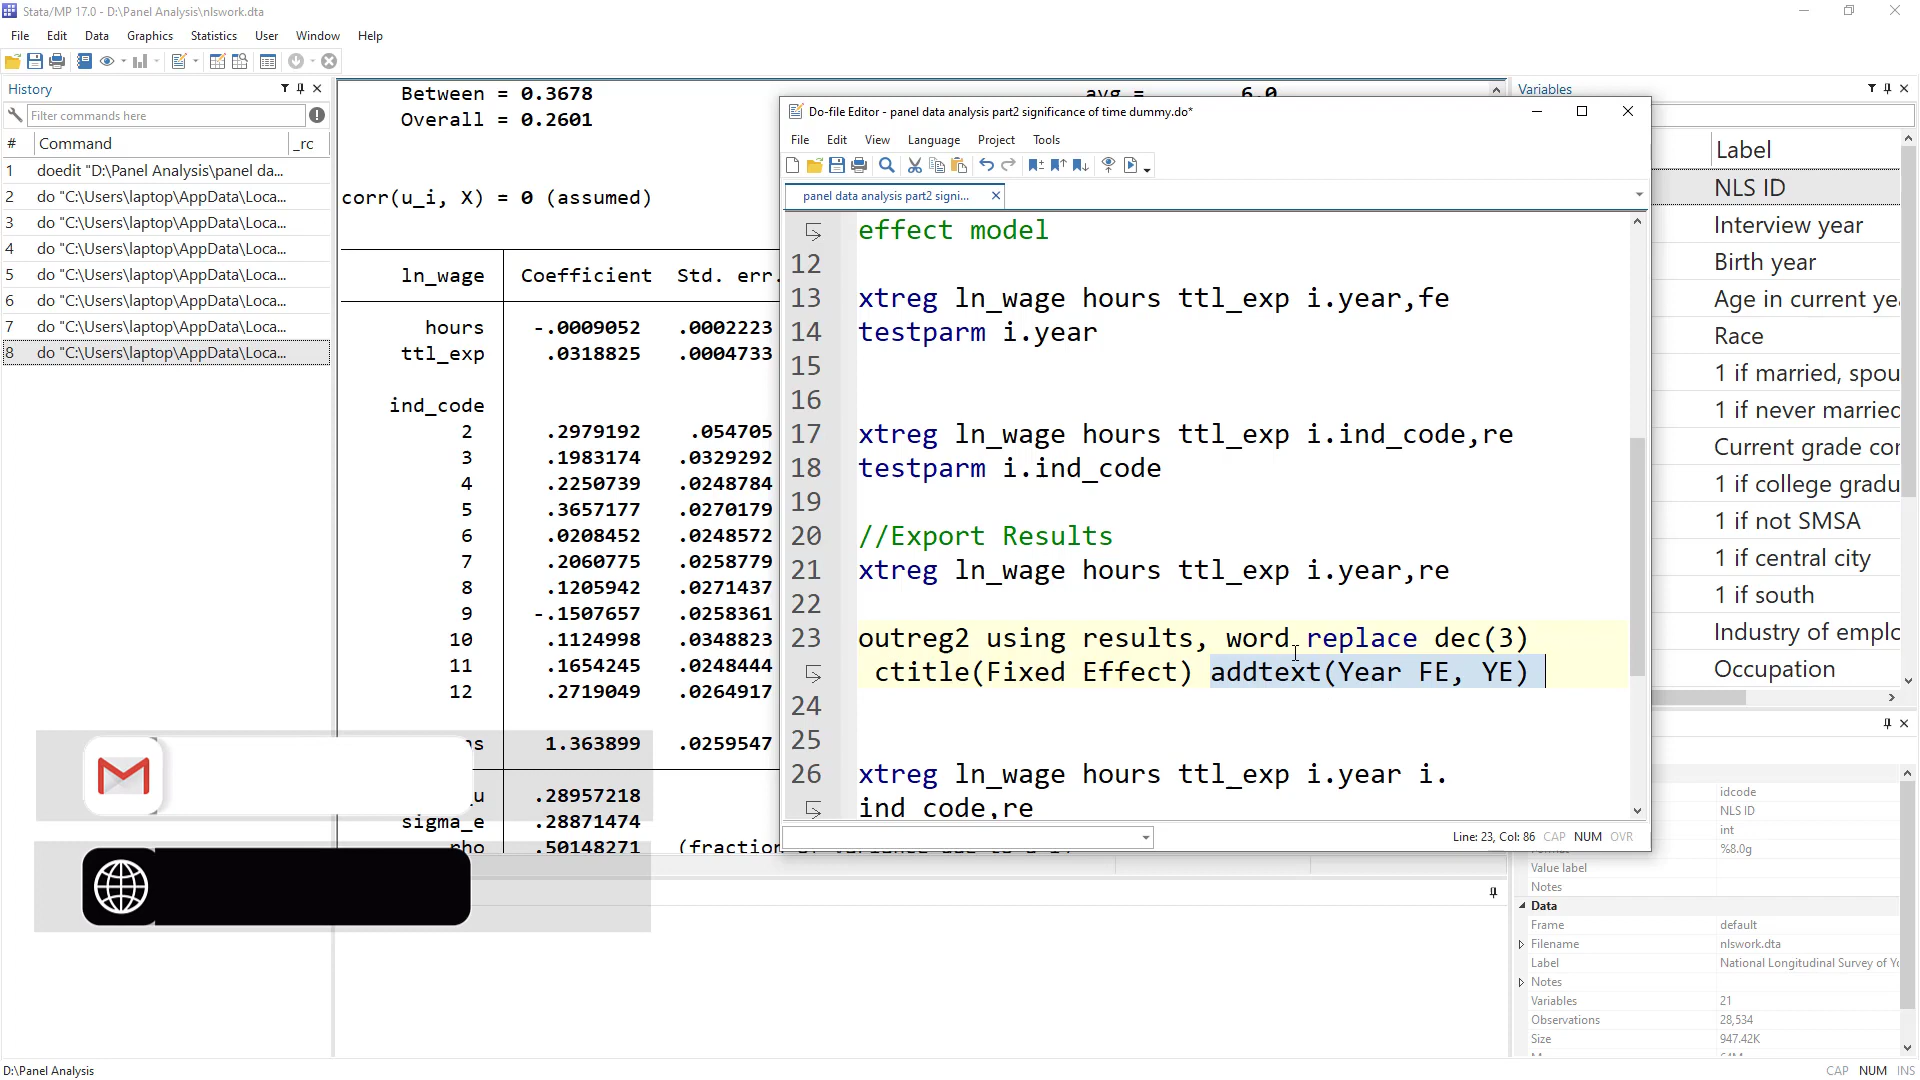 Stata/MP 17.0 - D:\Panel Analysis\nlswork.dta
File Edit Data Graphics Statistics User Window Help
History
Filter commands here
# Command _rc
1 doedit "D:\Panel Analysis\panel da...
2 do "C:\Users\laptop\AppData\Loca...
3 do "C:\Users\laptop\AppData\Loca...
4 do "C:\Users\laptop\AppData\Loca...
5 do "C:\Users\laptop\AppData\Loca...
6 do "C:\Users\laptop\AppData\Loca...
7 do "C:\Users\laptop\AppData\Loca...
8 do "C:\Users\laptop\AppData\Loca...
Between = 0.3678
avg = 6.0
Overall = 0.2601
corr(u_i, X) = 0 (assumed)
ln_wage Coefficient Std. err.
hours -.0009052 .0002223
ttl_exp .0318825 .0004733
ind_code
2 .2979192 .054705
3 .1983174 .0329292
4 .2250739 .0248784
5 .3657177 .0270179
6 .0208452 .0248572
7 .2060775 .0258779
8 .1205942 .0271437
9 -.1507657 .0258361
10 .1124998 .0348823
11 .1654245 .0248444
12 .2719049 .0264917
1.363899 .0259547
.28957218
sigma_e .28871474
rho .50148271 (fraction
Do-file Editor - panel data analysis part2 significance of time dummy.do*
File Edit View Language Project Tools
panel data analysis part2 signi...
effect model
12
13 xtreg ln_wage hours ttl_exp i.year,fe
14 testparm i.year
15
16
17 xtreg ln_wage hours ttl_exp i.ind_code,re
18 testparm i.ind_code
19
20 //Export Results
21 xtreg ln_wage hours ttl_exp i.year,re
22
23 outreg2 using results, word replace dec(3)
ctitle(Fixed Effect) addtext(Year FE, YE)
24
25
26 xtreg ln_wage hours ttl_exp i.year i.
ind_code,re
Line: 23, Col: 86 CAP NUM OVR
Variables
Label
NLS ID
Interview year
Birth year
Age in current ye
Race
1 if married, spou
1 if never married
Current grade cor
1 if college gradu
1 if not SMSA
1 if central city
1 if south
Industry of emplo
Occupation
idcode
NLS ID
int
%8.0g
Value label
Notes
Data
Frame default
Filename nlswork.dta
Label National Longitudinal Survey of Yo
Notes
Variables 21
Observations 28,534
Size 947.42K
D:\Panel Analysis
CAP NUM INS